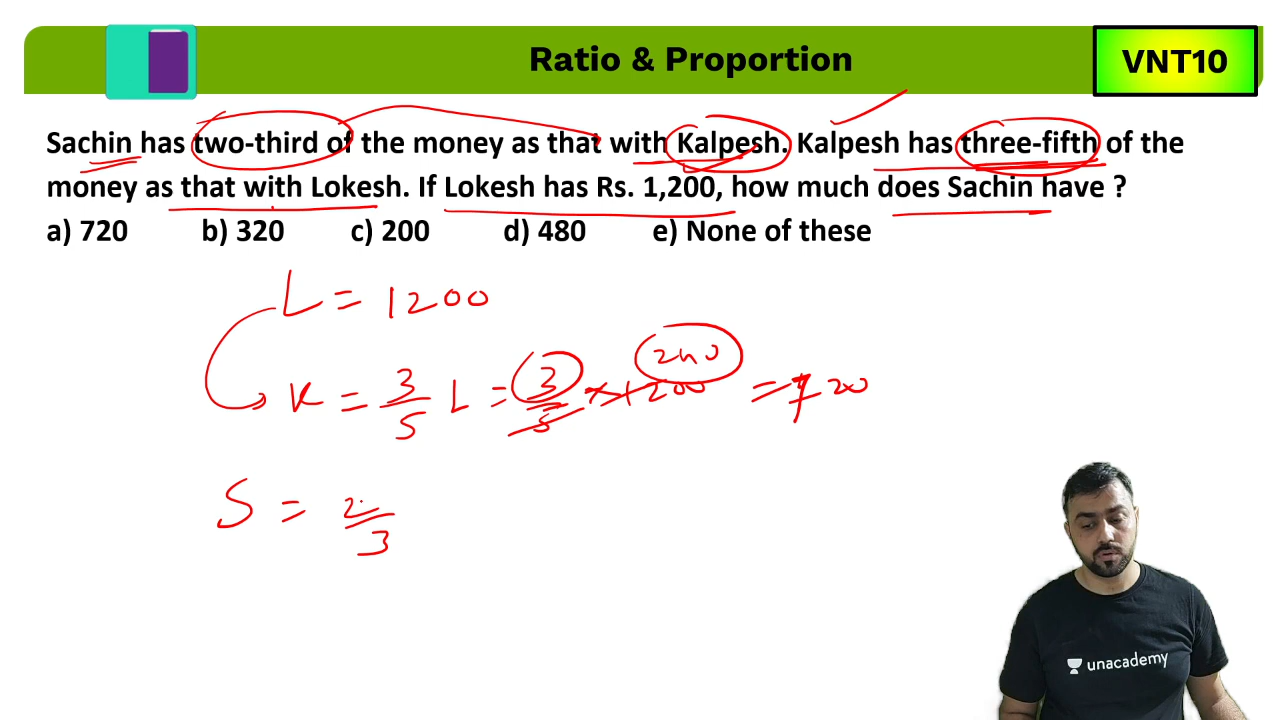 Ratio & Proportion
VNT10
Sachin has two-third of the money as that with Kalpesh. Kalpesh has three-fifth of the
money as that with Lokesh. If Lokesh has Rs. 1,200, how much does Sachin have ?
a) 720 b) 320 c) 200 d) 480 e) None of these
L = 1200
240
K = 3/5 L = 3/5 × 1200 = 720
S = 2/3
unacademy